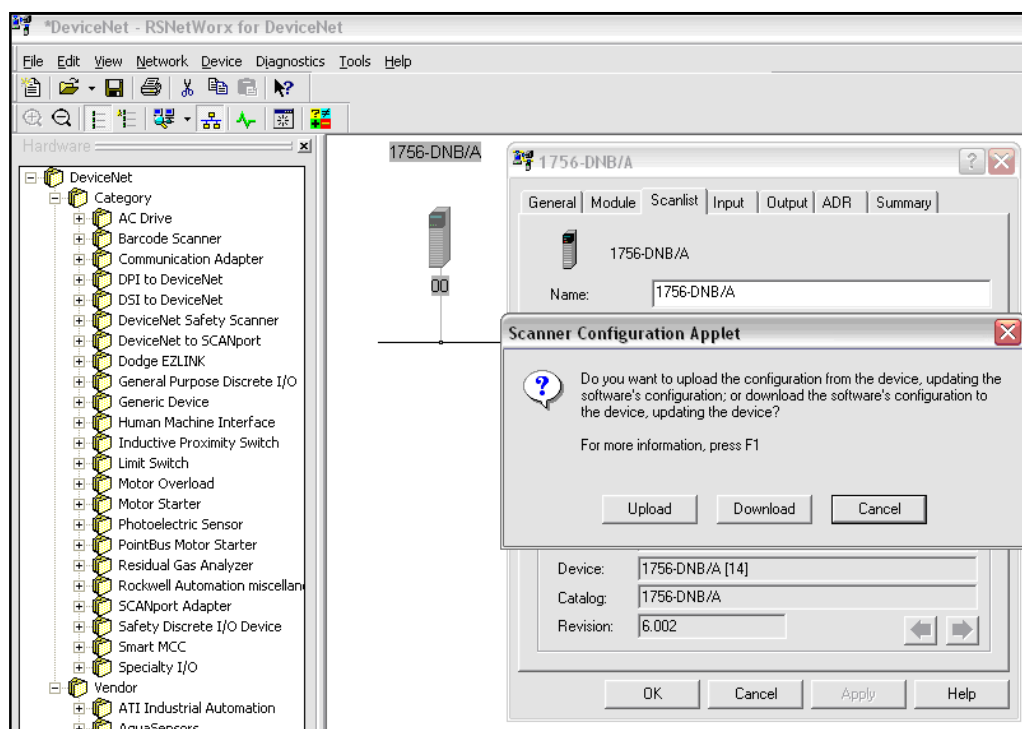 *DeviceNet - RSNetWorx for DeviceNet
File Edit View Network Device Diagnostics Tools Help
Hardware
DeviceNet
Category
AC Drive
Barcode Scanner
Communication Adapter
DPI to DeviceNet
DSI to DeviceNet
DeviceNet Safety Scanner
DeviceNet to SCANport
Dodge EZLINK
General Purpose Discrete I/O
Generic Device
Human Machine Interface
Inductive Proximity Switch
Limit Switch
Motor Overload
Motor Starter
Photoelectric Sensor
PointBus Motor Starter
Residual Gas Analyzer
Rockwell Automation miscellan
SCANport Adapter
Safety Discrete I/O Device
Smart MCC
Specialty I/O
Vendor
ATI Industrial Automation
AquaSensors
1756-DNB/A
00
1756-DNB/A
General Module Scanlist Input Output ADR Summary
1756-DNB/A
Name: 1756-DNB/A
Scanner Configuration Applet
Do you want to upload the configuration from the device, updating the
software's configuration; or download the software's configuration to
the device, updating the device?
For more information, press F1
Upload Download Cancel
Device: 1756-DNB/A [14]
Catalog: 1756-DNB/A
Revision: 6.002
OK Cancel Apply Help